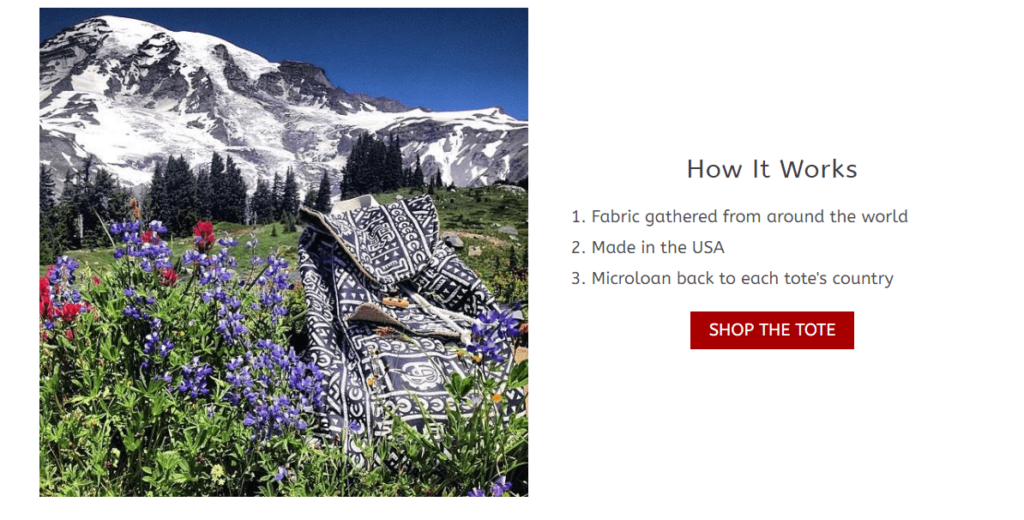 How It Works
1. Fabric gathered from around the world
2. Made in the USA
3. Microloan back to each tote's country
SHOP THE TOTE